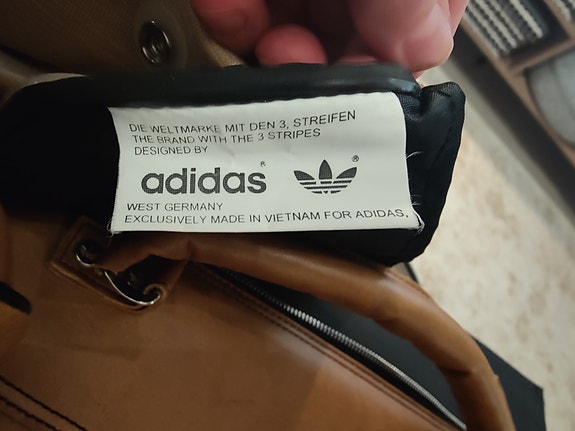 DIE WELTMARKE MIT DEN 3, STREIFEN
THE BRAND WITH THE 3 STRIPES
DESIGNED BY
adidas® ®
WEST GERMANY
EXCLUSIVELY MADE IN VIETNAM FOR ADIDAS.